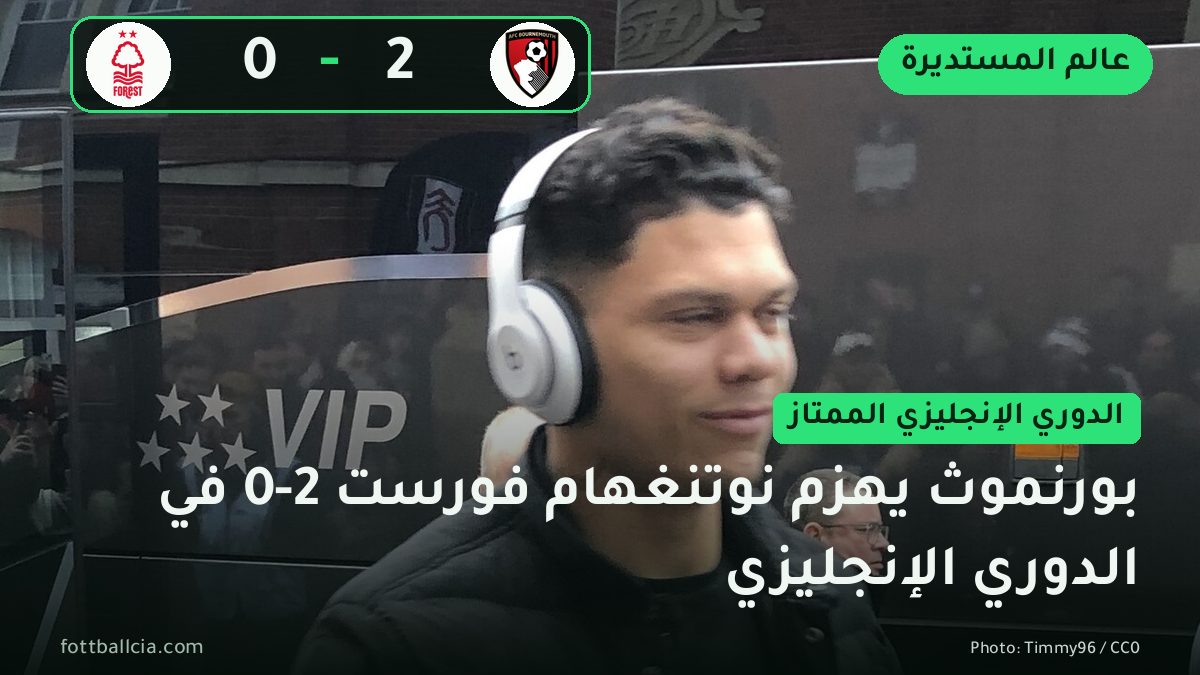 FOREST
0 - 2
AFC BOURNEMOUTH
عالم المستديرة
VIP
الدوري الإنجليزي الممتاز
بورنموث يهزم نوتنغهام فورست 2-0 في
الدوري الإنجليزي
fottballcia.com
Photo: Timmy96 / CC0